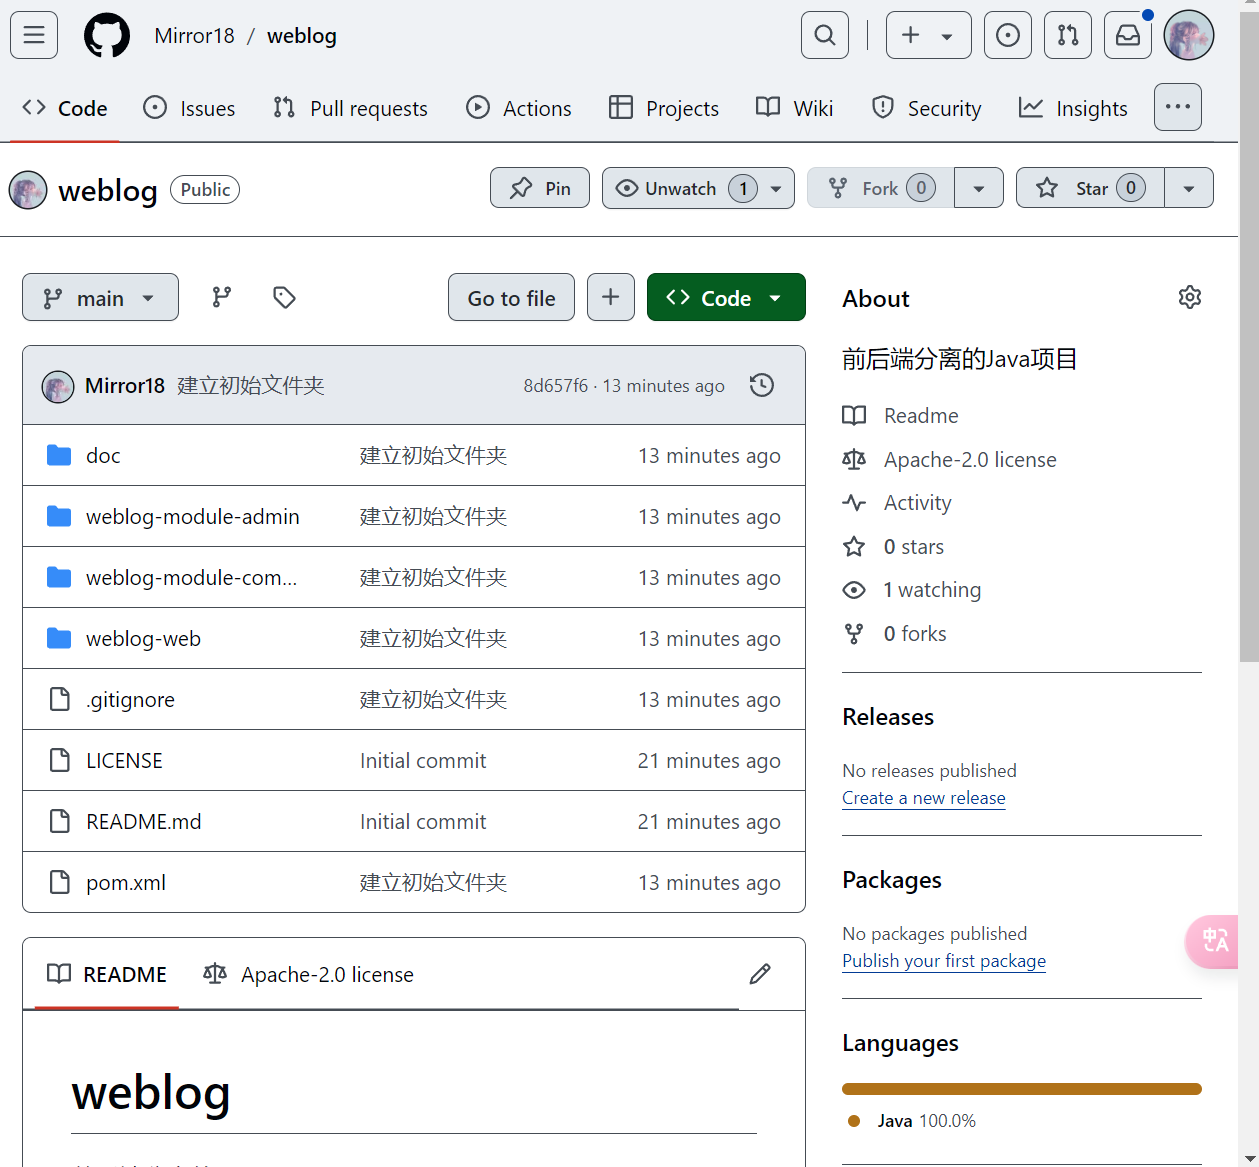 Mirror18 / weblog
Code Issues Pull requests Actions Projects Wiki Security Insights
weblog Public Pin Unwatch 1 Fork 0 Star 0
main Go to file Code
Mirror18 建立初始文件夹 8d657f6 · 13 minutes ago
doc 建立初始文件夹 13 minutes ago
weblog-module-admin 建立初始文件夹 13 minutes ago
weblog-module-com... 建立初始文件夹 13 minutes ago
weblog-web 建立初始文件夹 13 minutes ago
.gitignore 建立初始文件夹 13 minutes ago
LICENSE Initial commit 21 minutes ago
README.md Initial commit 21 minutes ago
pom.xml 建立初始文件夹 13 minutes ago
README Apache-2.0 license
weblog
About
前后端分离的Java项目
Readme
Apache-2.0 license
Activity
0 stars
1 watching
0 forks
Releases
No releases published
Create a new release
Packages
No packages published
Publish your first package
中A
Languages
Java 100.0%